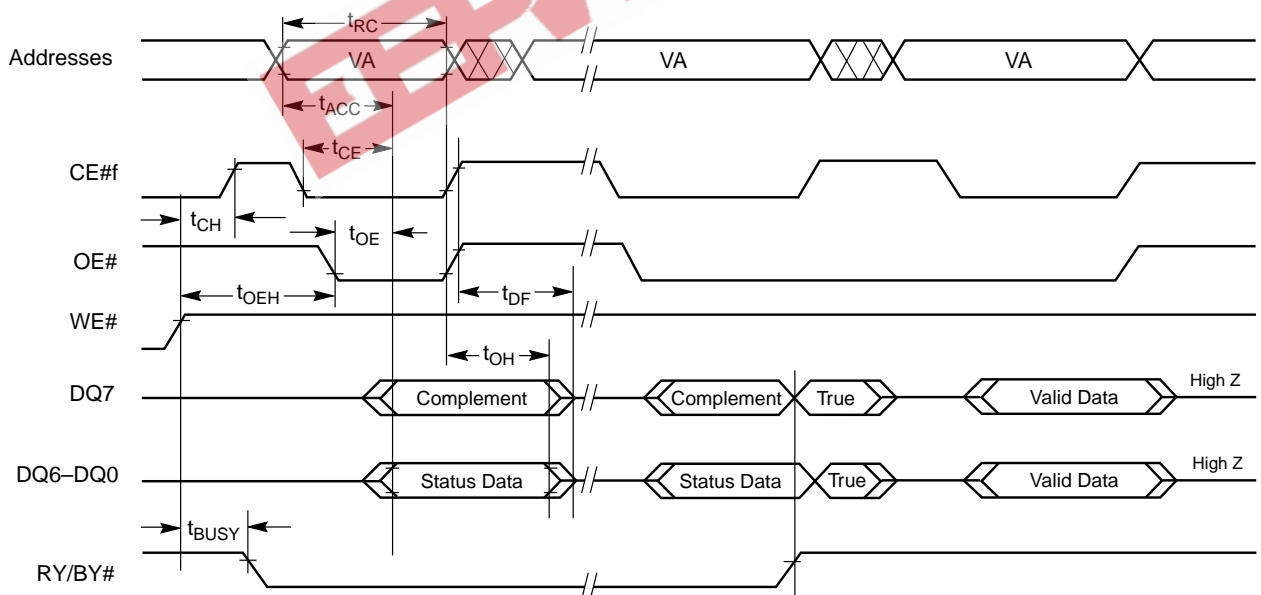 tRC
Addresses VA VA VA
tACC
tCE
CE#f
tCH tOE
OE#
tOEH tDF
WE#
tOH
DQ7 Complement Complement True Valid Data High Z
DQ6–DQ0 Status Data Status Data True Valid Data High Z
tBUSY
RY/BY#